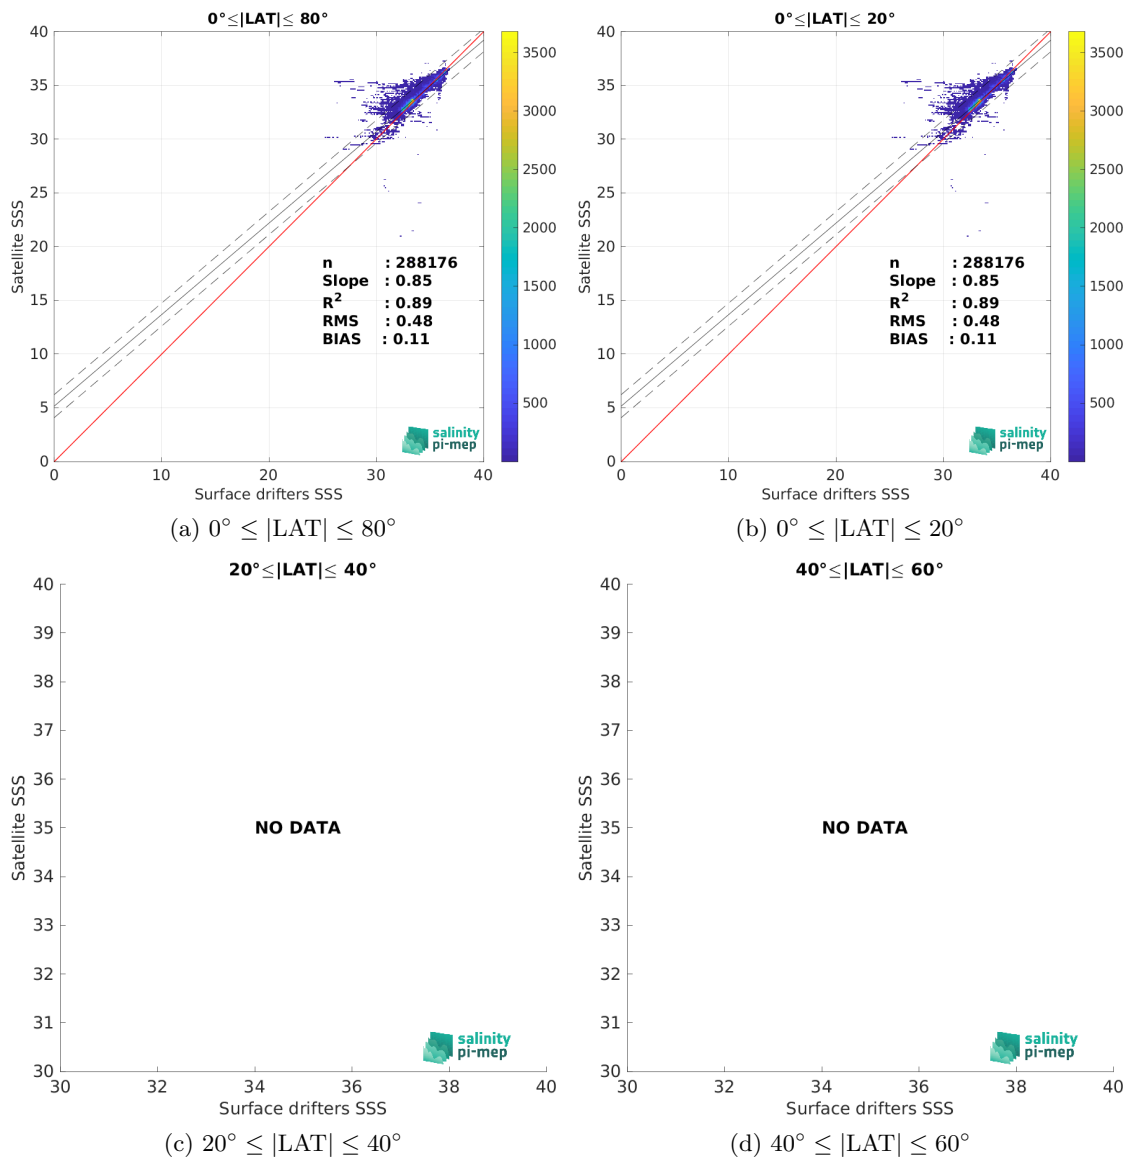 0°≤|LAT|≤ 80°
40
35
30
25
20
15
10
5
0
Satellite SSS
n : 288176
Slope : 0.85
R² : 0.89
RMS : 0.48
BIAS : 0.11
salinity
pi-mep
0 10 20 30 40
Surface drifters SSS
3500
3000
2500
2000
1500
1000
500
(a) 0° ≤ |LAT| ≤ 80°
0°≤|LAT|≤ 20°
40
35
30
25
20
15
10
5
0
Satellite SSS
n : 288176
Slope : 0.85
R² : 0.89
RMS : 0.48
BIAS : 0.11
salinity
pi-mep
0 10 20 30 40
Surface drifters SSS
3500
3000
2500
2000
1500
1000
500
(b) 0° ≤ |LAT| ≤ 20°
20°≤|LAT|≤ 40°
40
39
38
37
36
35
34
33
32
31
30
Satellite SSS
NO DATA
salinity
pi-mep
30 32 34 36 38 40
Surface drifters SSS
(c) 20° ≤ |LAT| ≤ 40°
40°≤|LAT|≤ 60°
40
39
38
37
36
35
34
33
32
31
30
Satellite SSS
NO DATA
salinity
pi-mep
30 32 34 36 38 40
Surface drifters SSS
(d) 40° ≤ |LAT| ≤ 60°